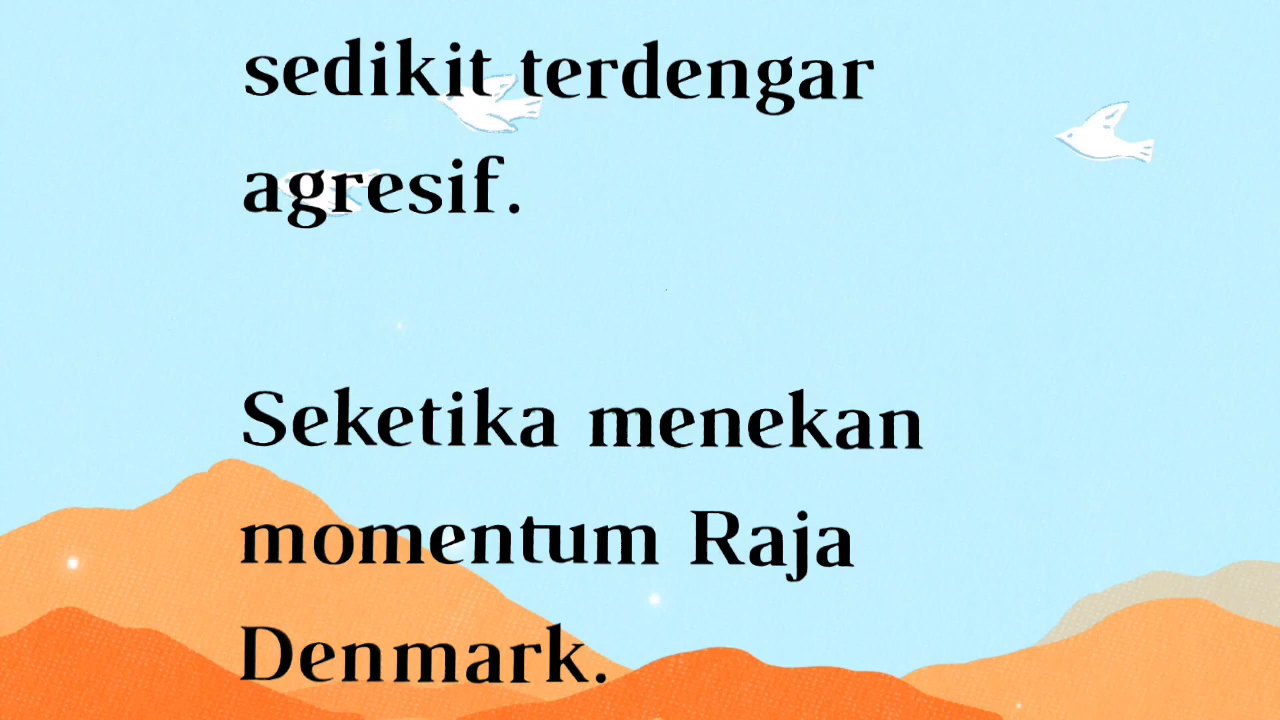 sedikit terdengar
agresif.
Seketika menekan
momentum Raja
Denmark.